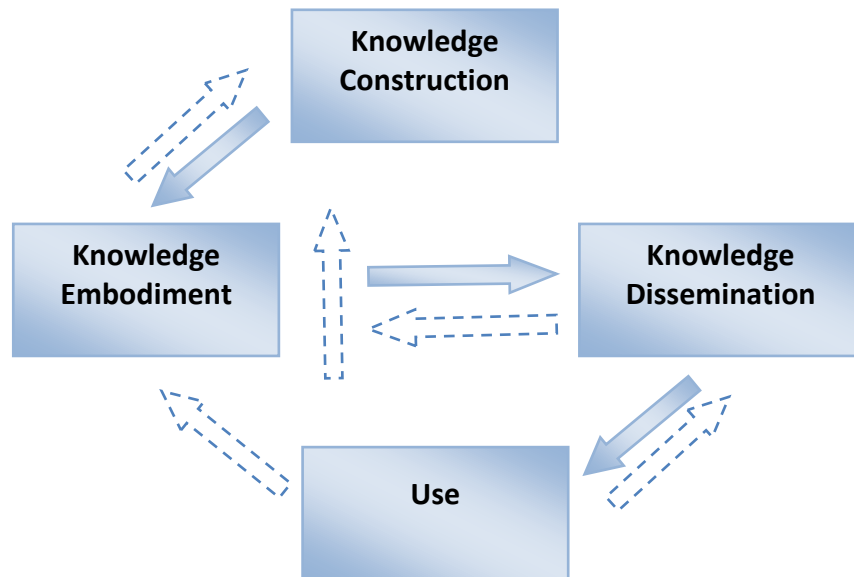 Knowledge
Construction
Knowledge
Embodiment
Knowledge
Dissemination
Use